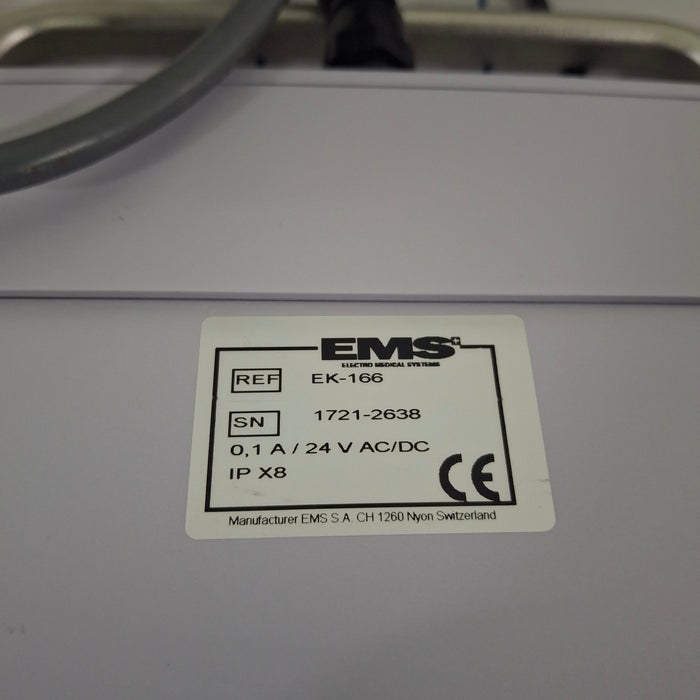 EMS+
ELECTRO MEDICAL SYSTEMS
REF EK-166
SN 1721-2638
0,1 A / 24 V AC/DC
IP X8
CE
Manufacturer EMS S.A. CH 1260 Nyon Switzerland